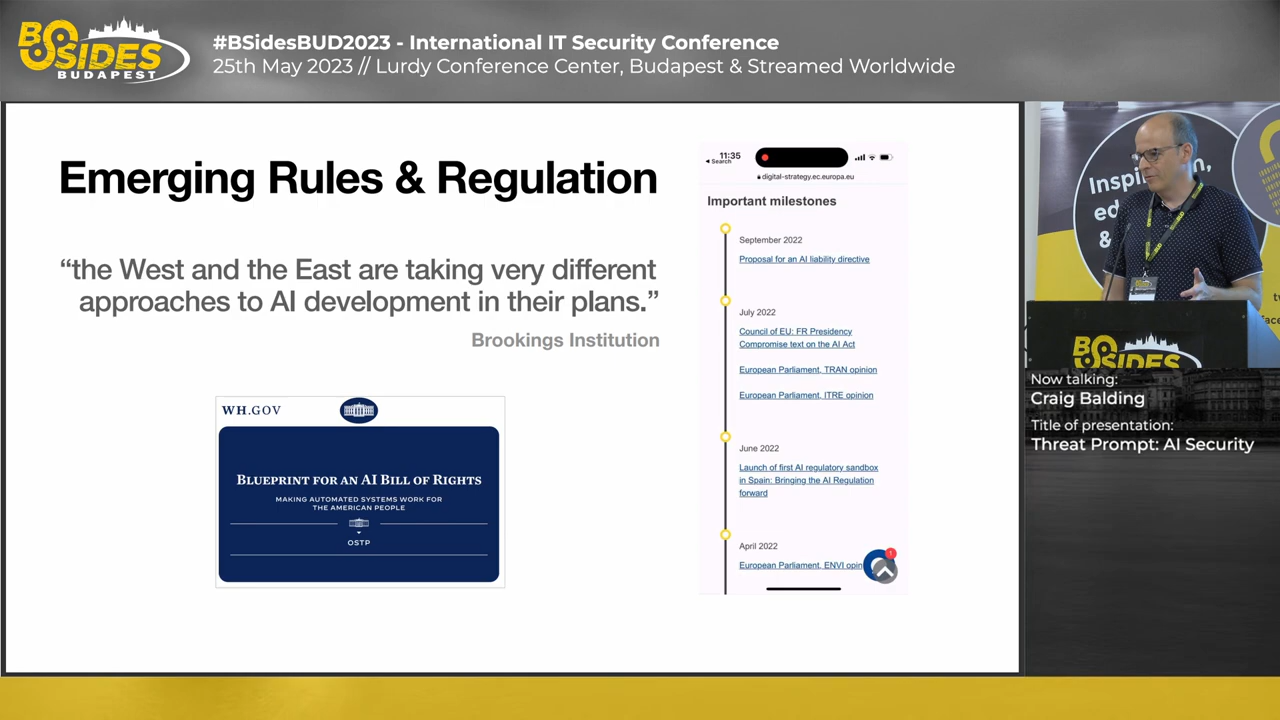 BSIDES
BUDAPEST
#BSidesBUD2023 - International IT Security Conference
25th May 2023 // Lurdy Conference Center, Budapest & Streamed Worldwide
Emerging Rules & Regulation
“the West and the East are taking very different
approaches to AI development in their plans.”
Brookings Institution
WH.GOV
BLUEPRINT FOR AN AI BILL OF RIGHTS
MAKING AUTOMATED SYSTEMS WORK FOR
THE AMERICAN PEOPLE
OSTP
11:35
Search
digital-strategy.ec.europa.eu
Important milestones
September 2022
Proposal for an AI liability directive
July 2022
Council of EU: FR Presidency
Compromise text on the AI Act
European Parliament, TRAN opinion
European Parliament, ITRE opinion
June 2022
Launch of first AI regulatory sandbox
in Spain: Bringing the AI Regulation
forward
April 2022
European Parliament, ENVI opin
1
&
BSIDES
Now talking:
Craig Balding
Title of presentation:
Threat Prompt: AI Security